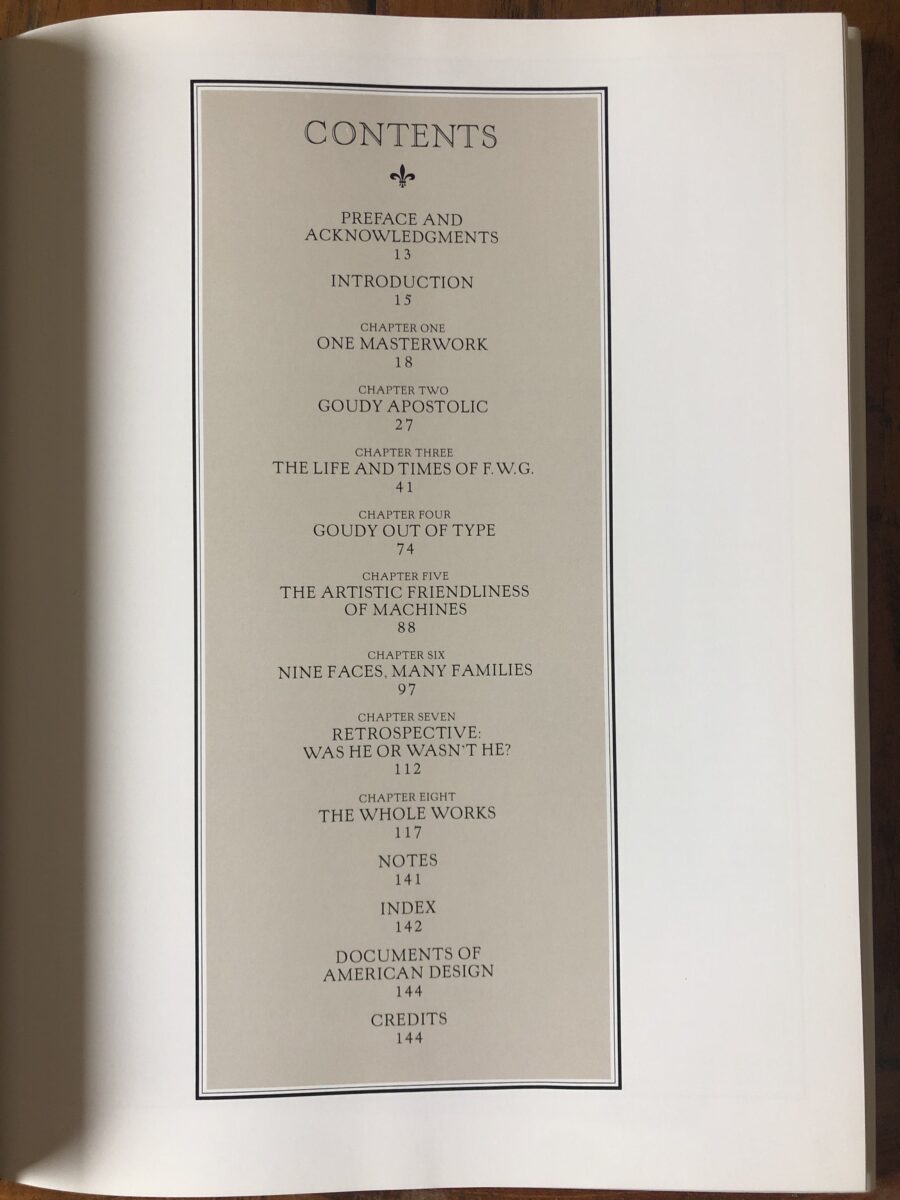 CONTENTS
PREFACE AND
ACKNOWLEDGMENTS
13
INTRODUCTION
15
CHAPTER ONE
ONE MASTERWORK
18
CHAPTER TWO
GOUDY APOSTOLIC
27
CHAPTER THREE
THE LIFE AND TIMES OF F.W.G.
41
CHAPTER FOUR
GOUDY OUT OF TYPE
74
CHAPTER FIVE
THE ARTISTIC FRIENDLINESS
OF MACHINES
88
CHAPTER SIX
NINE FACES, MANY FAMILIES
97
CHAPTER SEVEN
RETROSPECTIVE:
WAS HE OR WASN'T HE?
112
CHAPTER EIGHT
THE WHOLE WORKS
117
NOTES
141
INDEX
142
DOCUMENTS OF
AMERICAN DESIGN
144
CREDITS
144